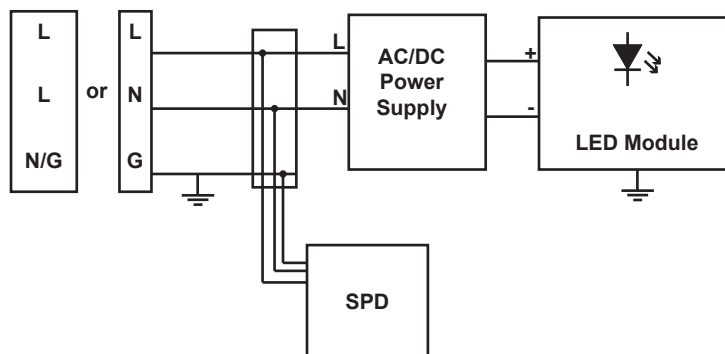 L
L
N/G
or
L
N
G
L
N
AC/DC
Power
Supply
+
-
LED Module
SPD